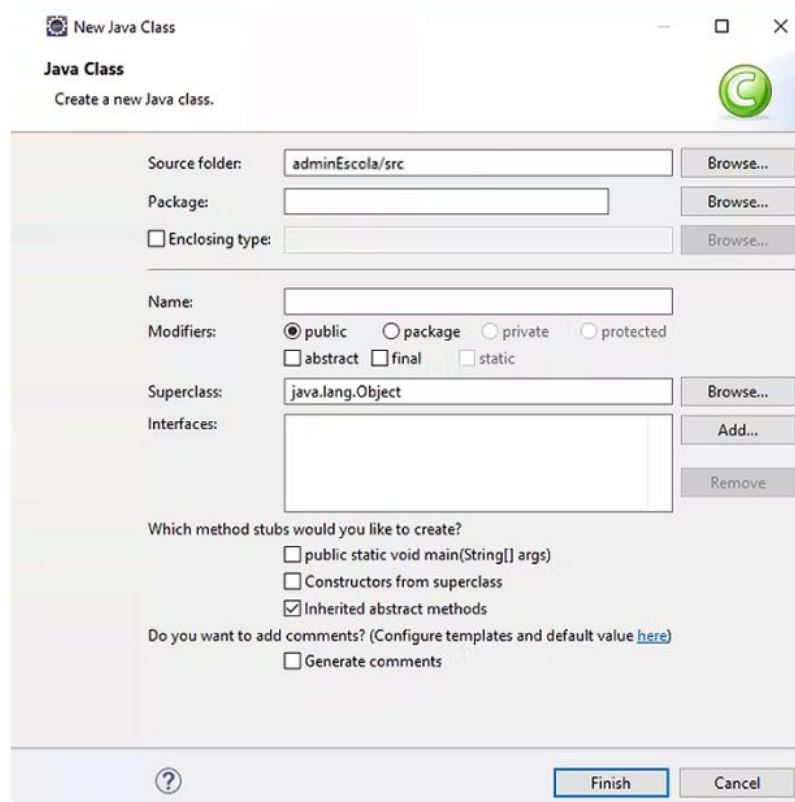 New Java Class
Java Class
Create a new Java class.
C
Source folder: adminEscola/src Browse...
Package: Browse...
Enclosing type: Browse...
Name:
Modifiers: public package private protected
abstract final static
Superclass: java.lang.Object Browse...
Interfaces: Add...
Remove
Which method stubs would you like to create?
public static void main(String[] args)
Constructors from superclass
Inherited abstract methods
Do you want to add comments? (Configure templates and default value here)
Generate comments
? Finish Cancel